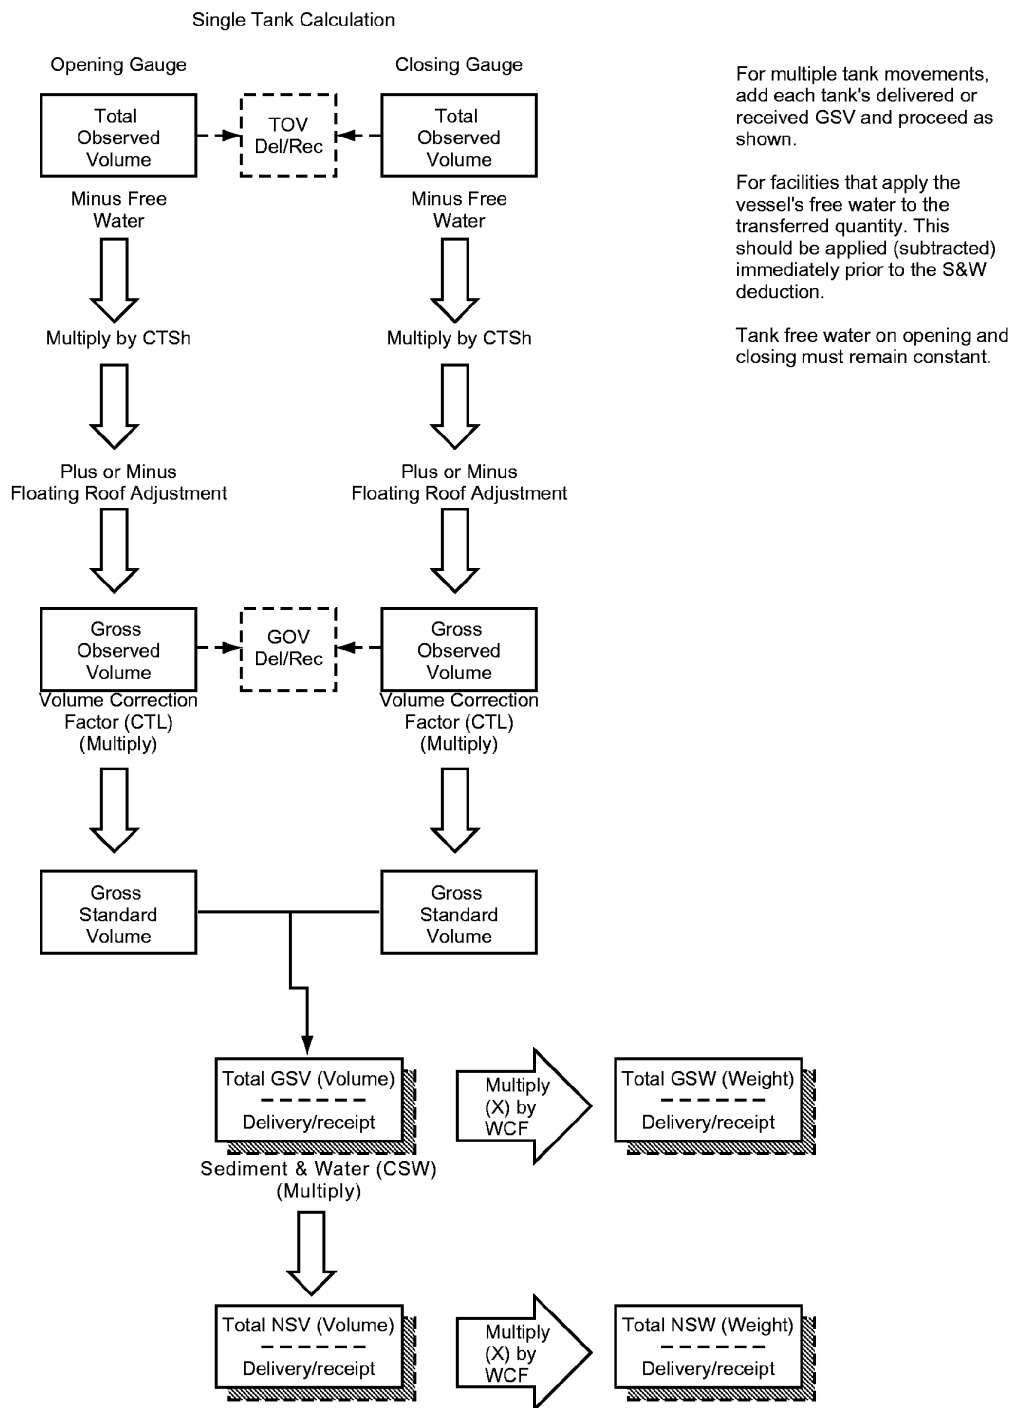 Single Tank Calculation
Opening Gauge
Closing Gauge
Total
Observed
Volume
TOV
Del/Rec
Total
Observed
Volume
For multiple tank movements,
add each tank's delivered or
received GSV and proceed as
shown.
For facilities that apply the
vessel's free water to the
transferred quantity. This
should be applied (subtracted)
immediately prior to the S&W
deduction.
Tank free water on opening and
closing must remain constant.
Minus Free
Water
Minus Free
Water
Multiply by CTSh
Multiply by CTSh
Plus or Minus
Floating Roof Adjustment
Plus or Minus
Floating Roof Adjustment
Gross
Observed
Volume
GOV
Del/Rec
Gross
Observed
Volume
Volume Correction
Factor (CTL)
(Multiply)
Volume Correction
Factor (CTL)
(Multiply)
Gross
Standard
Volume
Gross
Standard
Volume
Total GSV (Volume)
Delivery/receipt
Multiply
(X) by
WCF
Total GSW (Weight)
Delivery/receipt
Sediment & Water (CSW)
(Multiply)
Total NSV (Volume)
Delivery/receipt
Multiply
(X) by
WCF
Total NSW (Weight)
Delivery/receipt